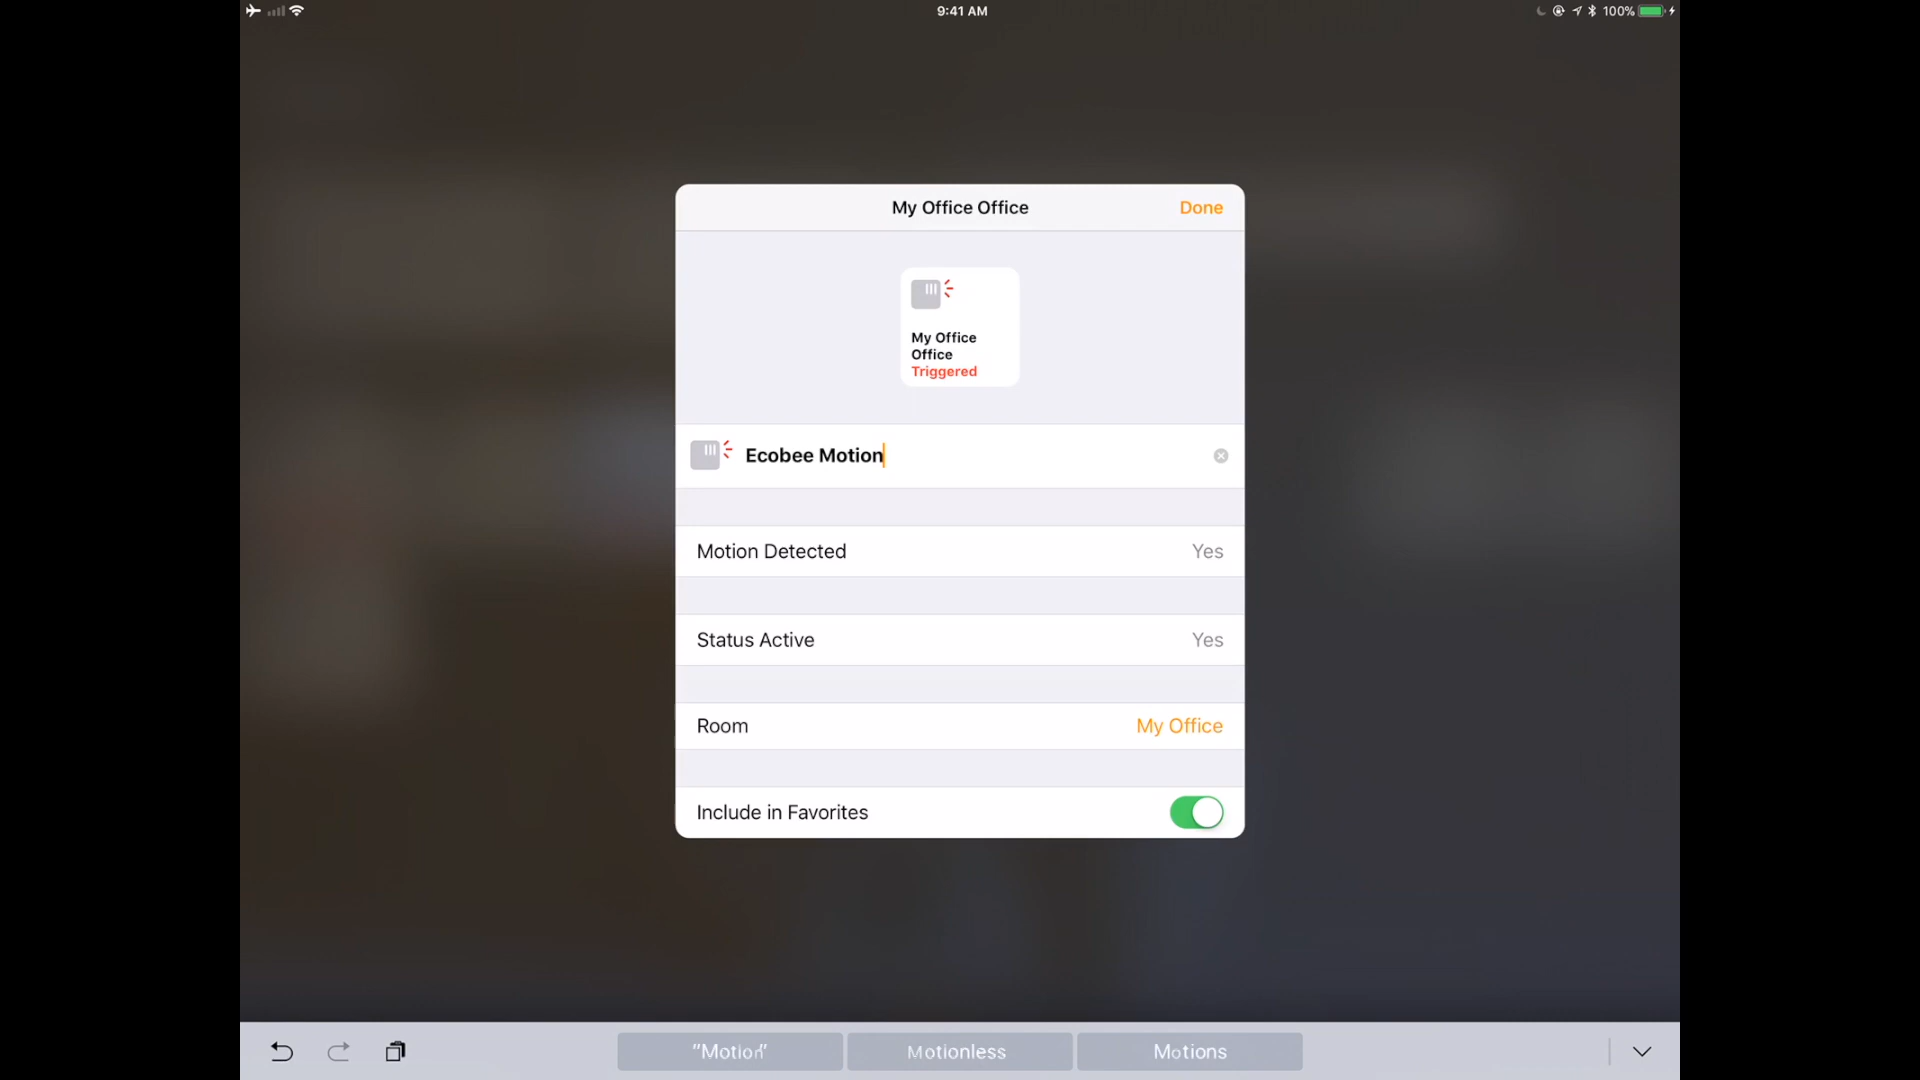 9:41 AM
100%
My Office Office
Done
My Office
Office
Triggered
Ecobee Motion
Motion Detected
Yes
Status Active
Yes
Room
My Office
Include in Favorites
"Motion"
Motionless
Motions